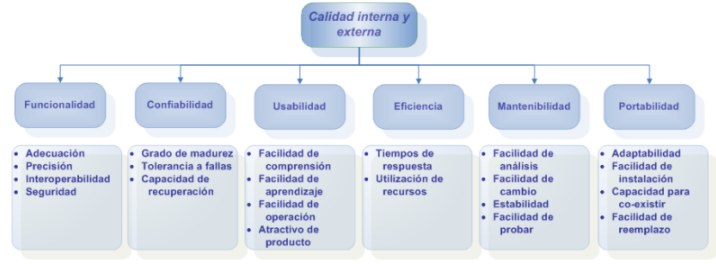 Calidad interna y
externa
Funcionalidad
Confiabilidad
Usabilidad
Eficiencia
Mantenibilidad
Portabilidad
• Adecuación
• Precisión
• Interoperabilidad
• Seguridad
• Grado de madurez
• Tolerancia a fallas
• Capacidad de
recuperación
• Facilidad de
comprensión
• Facilidad de
aprendizaje
• Facilidad de
operación
• Atractivo de
producto
• Tiempos de
respuesta
• Utilización de
recursos
• Facilidad de
análisis
• Facilidad de
cambio
• Estabilidad
• Facilidad de
probar
• Adaptabilidad
• Facilidad de
instalación
• Capacidad para
co-existir
• Facilidad de
reemplazo